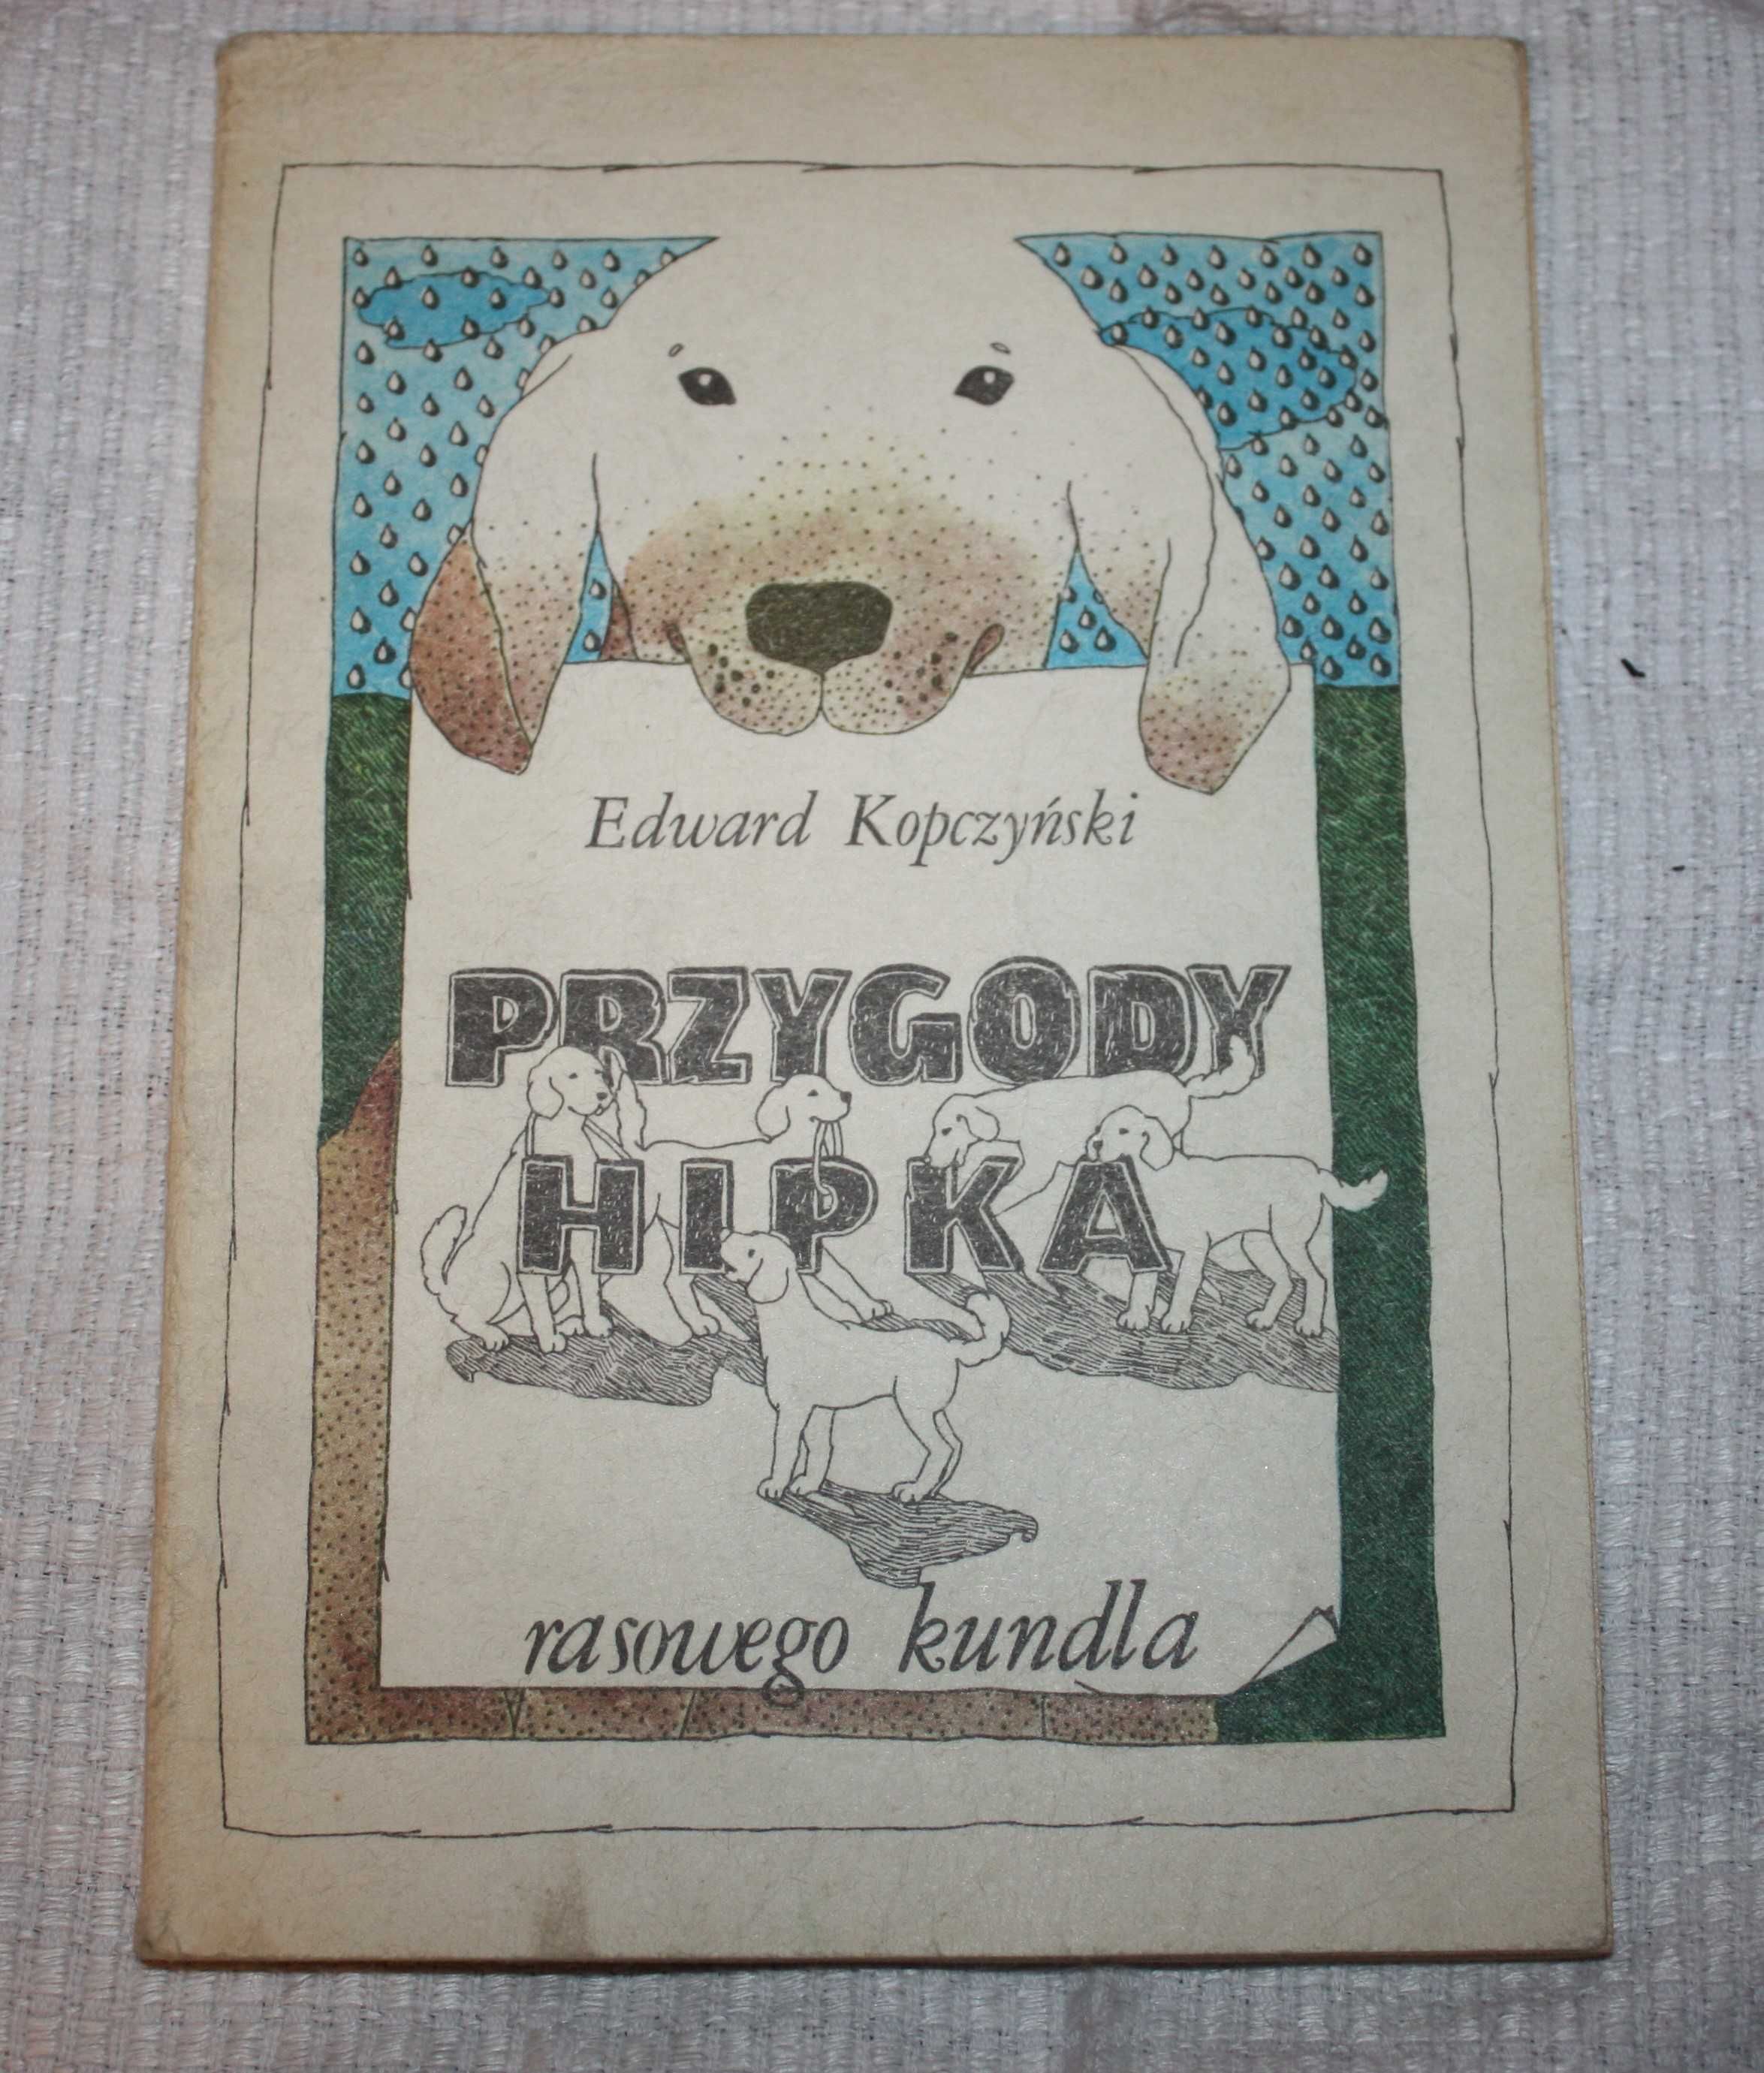 Edward Kopczyński
PRZYGODY
HIPKA
rasowego kundla